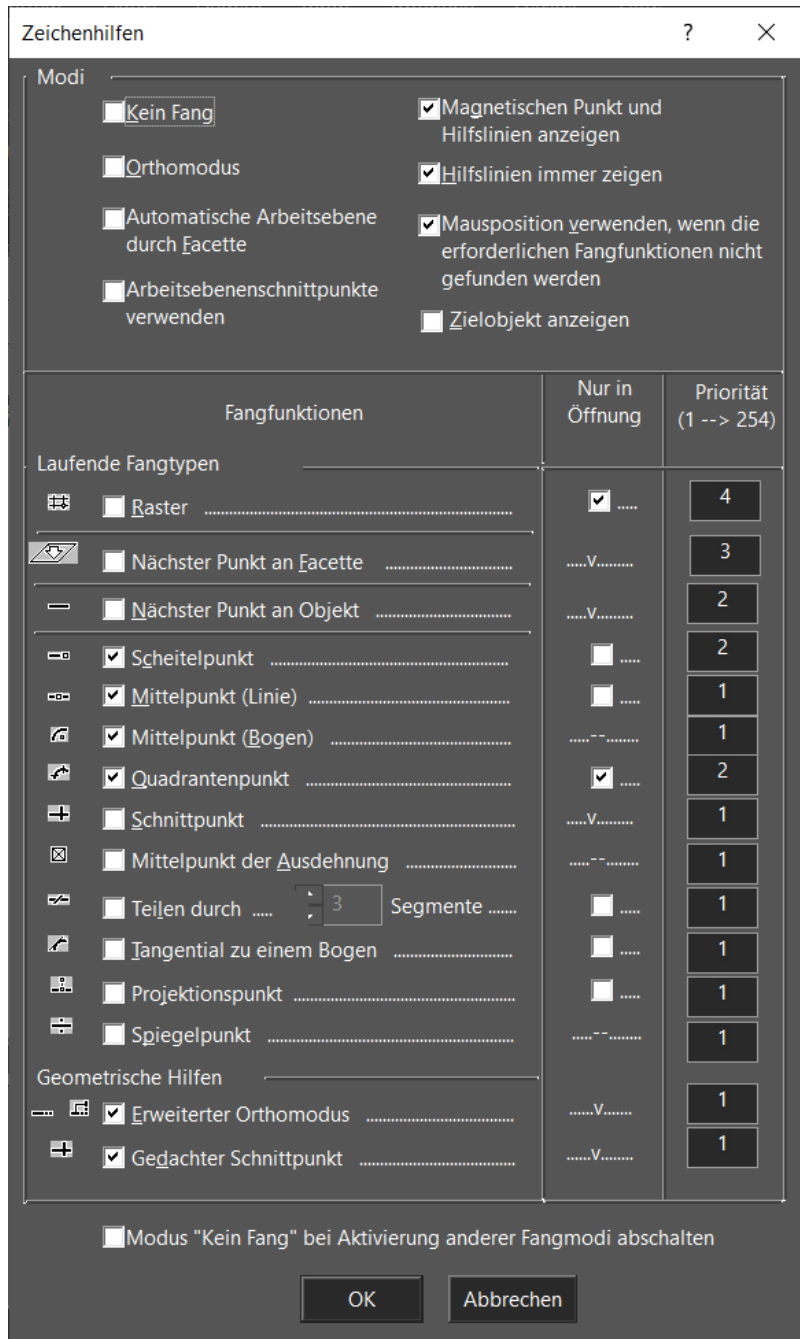 Zeichenhilfen ? ×
Modi
Kein Fang
Orthomodus
Automatische Arbeitsebene
durch Facette
Arbeitsebenenschnittpunkte
verwenden
Magnetischen Punkt und
Hilfslinien anzeigen
Hilfslinien immer zeigen
Mausposition verwenden, wenn die
erforderlichen Fangfunktionen nicht
gefunden werden
Zielobjekt anzeigen
Fangfunktionen
Nur in
Öffnung
Priorität
(1 --> 254)
Laufende Fangtypen
Raster ..... 4
Nächster Punkt an Facette .....v......... 3
Nächster Punkt an Objekt .....v......... 2
Scheitelpunkt ..... 2
Mittelpunkt (Linie) ..... 1
Mittelpunkt (Bogen) .....--........ 1
Quadrantenpunkt ..... 2
Schnittpunkt .....v......... 1
Mittelpunkt der Ausdehnung .....--........ 1
Teilen durch ..... 3 Segmente ....... ..... 1
Tangential zu einem Bogen ..... 1
Projektionspunkt ..... 1
Spiegelpunkt .....--........ 1
Geometrische Hilfen
Erweiterter Orthomodus ......v....... 1
Gedachter Schnittpunkt ......v........ 1
Modus "Kein Fang" bei Aktivierung anderer Fangmodi abschalten
OK Abbrechen